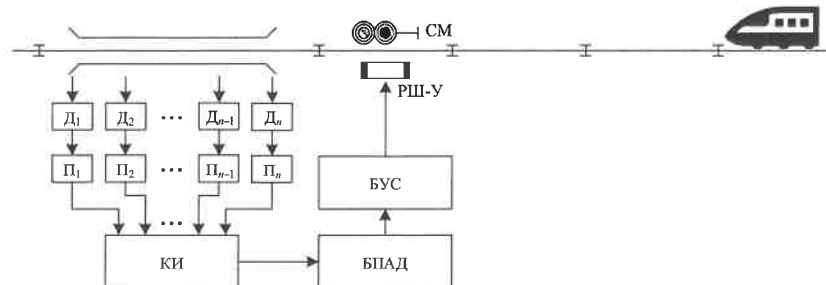 СМ
РШ-У
Д1 Д2 ... Дn-1 Дn
П1 П2 ... Пn-1 Пn
БУС
...
КИ БПАД